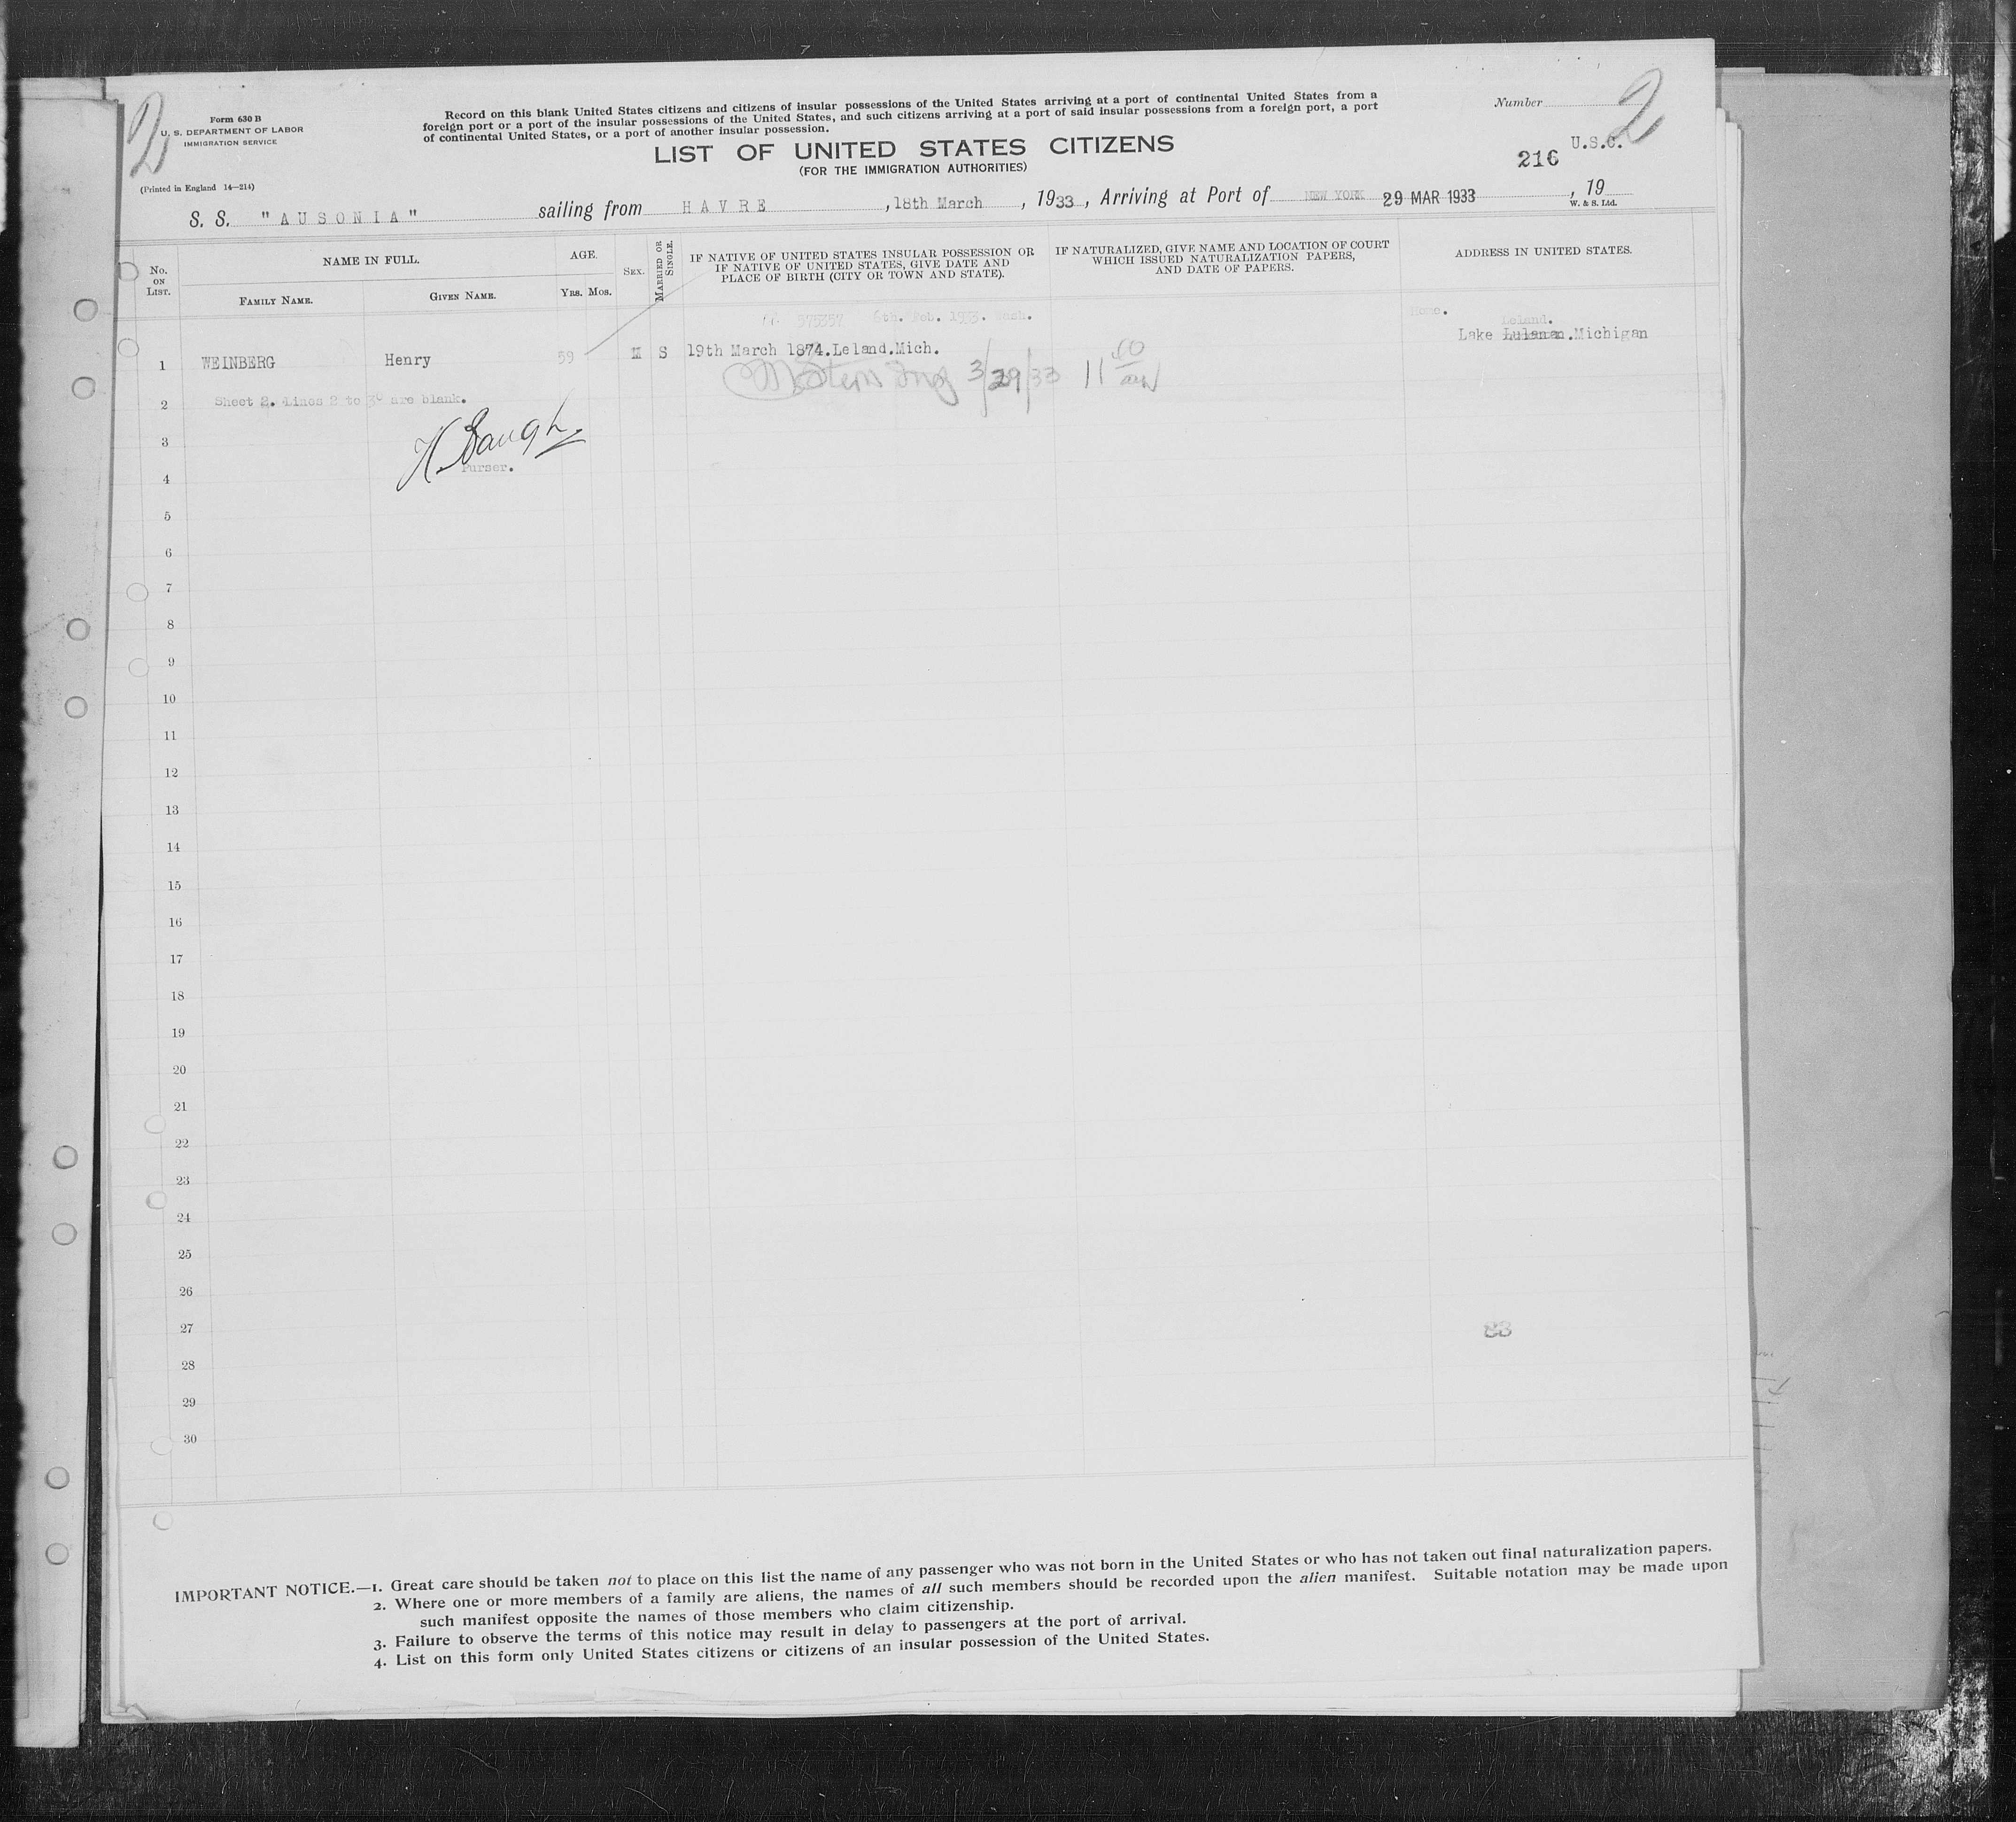 Form 630 B
U. S. DEPARTMENT OF LABOR
IMMIGRATION SERVICE
(Printed in England 14—214)
2
Record on this blank United States citizens and citizens of insular possessions of the United States arriving at a port of continental United States from a
foreign port or a port of the insular possessions of the United States, and such citizens arriving at a port of said insular possessions from a foreign port, a port
of continental United States, or a port of another insular possession.
Number
2
U.S.C.
216
LIST OF UNITED STATES CITIZENS
(FOR THE IMMIGRATION AUTHORITIES)
S. S. "AUSONIA" sailing from HAVRE, 18th March, 1933, Arriving at Port of NEW YORK 29 MAR 1933, 19
W. & S. Ltd.
No. ON LIST.
NAME IN FULL.
FAMILY NAME.
GIVEN NAME.
AGE.
YRS. MOS.
SEX.
MARRIED OR SINGLE.
IF NATIVE OF UNITED STATES INSULAR POSSESSION OR
IF NATIVE OF UNITED STATES, GIVE DATE AND
PLACE OF BIRTH (CITY OR TOWN AND STATE).
IF NATURALIZED, GIVE NAME AND LOCATION OF COURT
WHICH ISSUED NATURALIZATION PAPERS,
AND DATE OF PAPERS.
ADDRESS IN UNITED STATES.
575357 6th. Feb. 1933. Wash.
Home.
Leland.
1 WEINBERG Henry 59 M S 19th March 1874.Leland.Mich. Lake Lulanan.Michigan
3/29/33 11 40 am
2 Sheet 2. Lines 2 to 30 are blank.
3
H. Baugh
Purser.
4
5
6
7
8
9
10
11
12
13
14
15
16
17
18
19
20
21
22
23
24
25
26
27
83
28
29
30
IMPORTANT NOTICE.—1. Great care should be taken not to place on this list the name of any passenger who was not born in the United States or who has not taken out final naturalization papers.
2. Where one or more members of a family are aliens, the names of all such members should be recorded upon the alien manifest. Suitable notation may be made upon
such manifest opposite the names of those members who claim citizenship.
3. Failure to observe the terms of this notice may result in delay to passengers at the port of arrival.
4. List on this form only United States citizens or citizens of an insular possession of the United States.